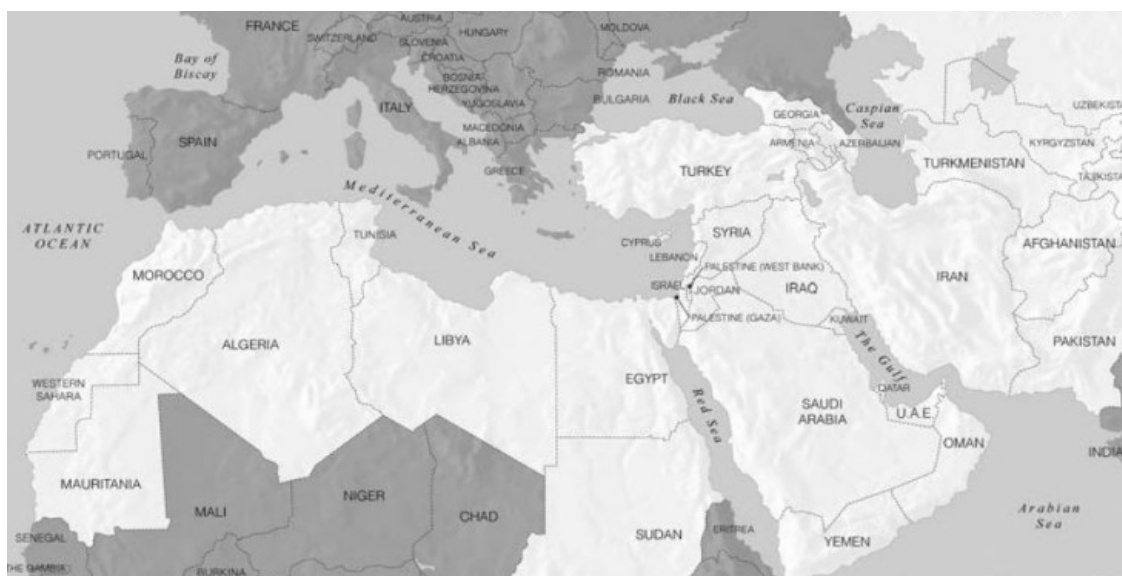 FRANCE
AUSTRIA
SWITZERLAND
HUNGARY
MOLDOVA
SLOVENIA
CROATIA
Bay of
Biscay
BOSNIA-
HERZEGOVINA
ROMANIA
ITALY
YUGOSLAVIA
BULGARIA
Black Sea
Caspian
Sea
UZBEKISTA
GEORGIA
SPAIN
MACEDONIA
ALBANIA
ARMENIA
AZERBAIJAN
KYRGYZSTAN
PORTUGAL
GREECE
TURKEY
TURKMENISTAN
TAJIKISTA
Mediterranean Sea
ATLANTIC
OCEAN
TUNISIA
CYPRUS
SYRIA
AFGHANISTAN
LEBANON
MOROCCO
PALESTINE (WEST BANK)
IRAN
ISRAEL
JORDAN
IRAQ
PALESTINE (GAZA)
KUWAIT
ALGERIA
LIBYA
The Gulf
PAKISTAN
WESTERN
SAHARA
EGYPT
Red Sea
QATAR
SAUDI
ARABIA
U.A.E.
OMAN
INDIA
MAURITANIA
MALI
NIGER
CHAD
Arabian
Sea
SENEGAL
SUDAN
ERITREA
YEMEN
THE GAMBIA
BURKINA